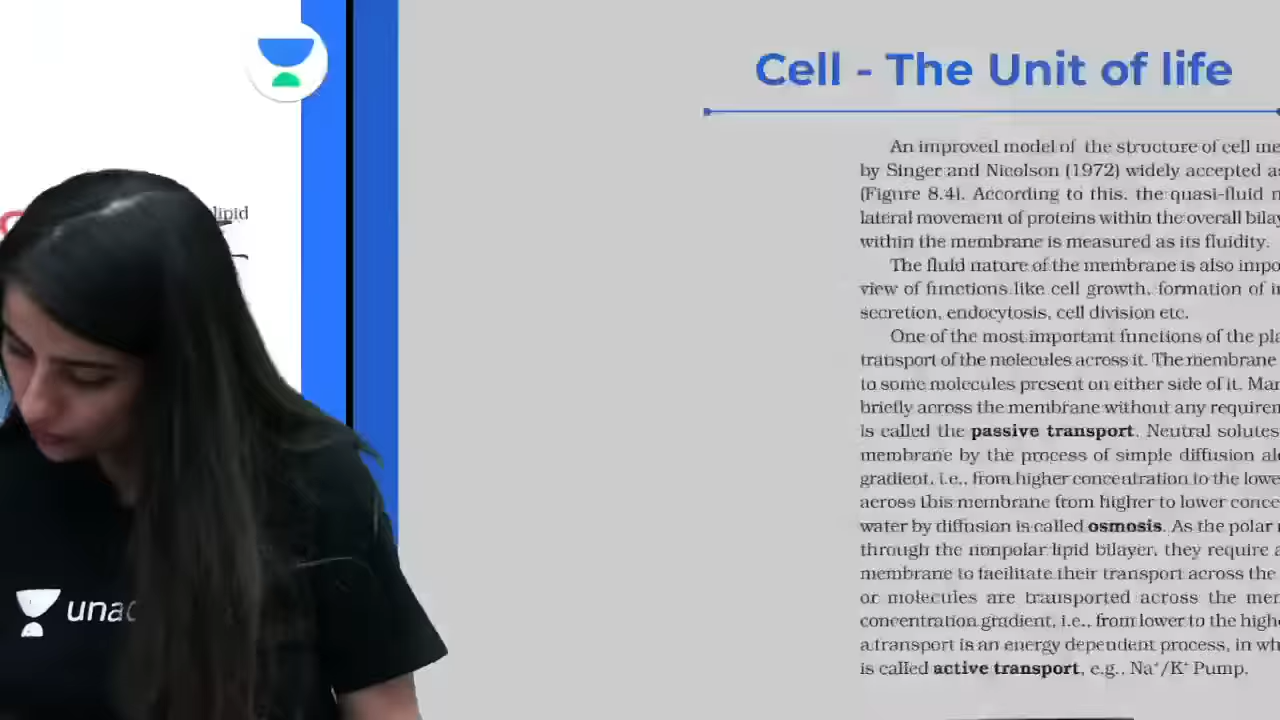 Cell - The Unit of life
lipid
An improved model of the structure of cell me
by Singer and Nicolson (1972) widely accepted as
(Figure 8.4). According to this, the quasi-fluid n
lateral movement of proteins within the overall bilay
within the membrane is measured as its fluidity.
The fluid nature of the membrane is also impo
view of functions like cell growth, formation of in
secretion, endocytosis, cell division etc.
One of the most important functions of the pla
transport of the molecules across it. The membrane
to some molecules present on either side of it. Man
briefly across the membrane without any requirem
is called the passive transport. Neutral solutes
membrane by the process of simple diffusion alo
gradient, i.e., from higher concentration to the lowe
across this membrane from higher to lower conce
water by diffusion is called osmosis. As the polar
through the nonpolar lipid bilayer, they require a
membrane to facilitate their transport across the
or molecules are transported across the mem
concentration gradient, i.e., from lower to the highe
a transport is an energy dependent process, in wh
is called active transport, e.g., Na⁺/K⁺ Pump.
unac